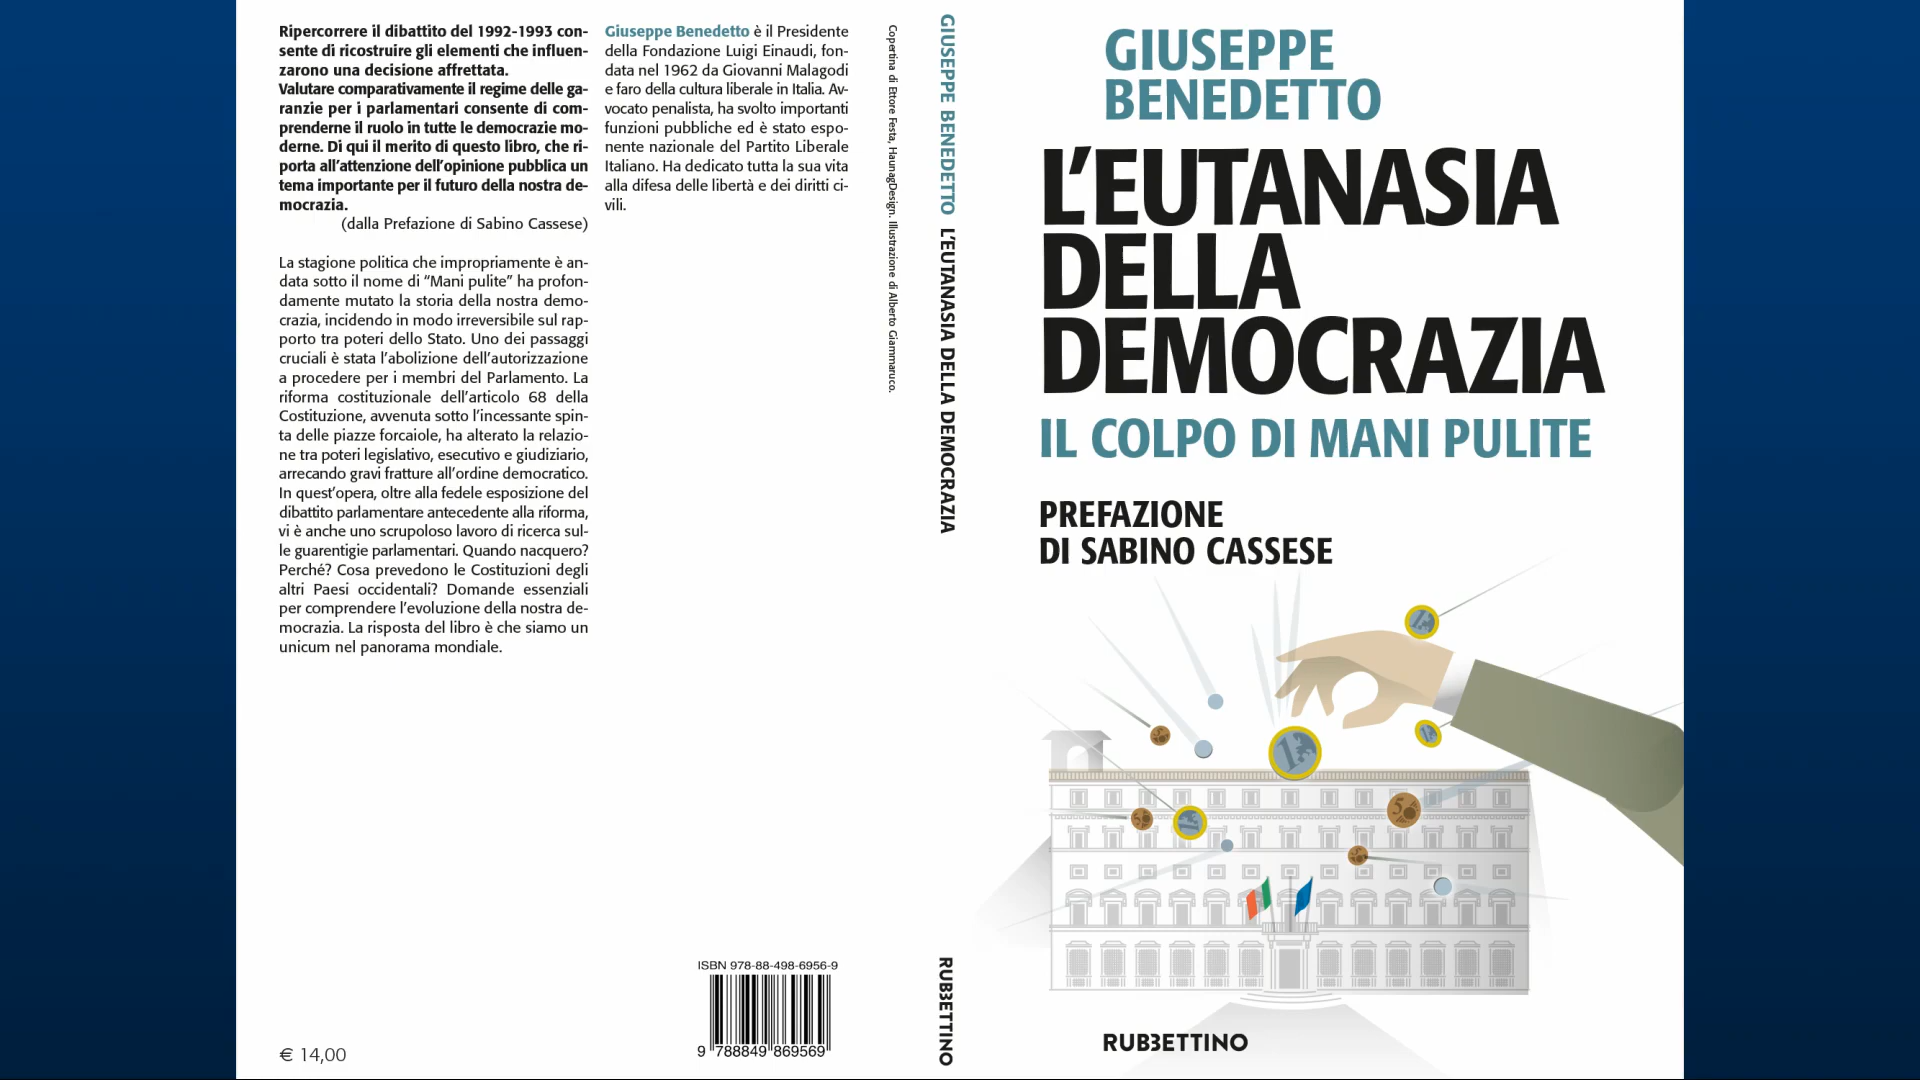 Ripercorrere il dibattito del 1992-1993 con-
sente di ricostruire gli elementi che influen-
zarono una decisione affrettata.
Valutare comparativamente il regime delle ga-
ranzie per i parlamentari consente di com-
prenderne il ruolo in tutte le democrazie mo-
derne. Di qui il merito di questo libro, che ri-
porta all'attenzione dell'opinione pubblica un
tema importante per il futuro della nostra de-
mocrazia.
(dalla Prefazione di Sabino Cassese)
La stagione politica che impropriamente è an-
data sotto il nome di “Mani pulite” ha profon-
damente mutato la storia della nostra demo-
crazia, incidendo in modo irreversibile sul rap-
porto tra poteri dello Stato. Uno dei passaggi
cruciali è stata l'abolizione dell'autorizzazione
a procedere per i membri del Parlamento. La
riforma costituzionale dell'articolo 68 della
Costituzione, avvenuta sotto l'incessante spin-
ta delle piazze forcaiole, ha alterato la relazio-
ne tra poteri legislativo, esecutivo e giudiziario,
arrecando gravi fratture all'ordine democratico.
In quest'opera, oltre alla fedele esposizione del
dibattito parlamentare antecedente alla riforma,
vi è anche uno scrupoloso lavoro di ricerca sul-
le guarentigie parlamentari. Quando nacquero?
Perché? Cosa prevedono le Costituzioni degli
altri Paesi occidentali? Domande essenziali
per comprendere l'evoluzione della nostra de-
mocrazia. La risposta del libro è che siamo un
unicum nel panorama mondiale.
€ 14,00
Giuseppe Benedetto è il Presidente
della Fondazione Luigi Einaudi, fon-
data nel 1962 da Giovanni Malagodi
e faro della cultura liberale in Italia. Av-
vocato penalista, ha svolto importanti
funzioni pubbliche ed è stato espo-
nente nazionale del Partito Liberale
Italiano. Ha dedicato tutta la sua vita
alla difesa delle libertà e dei diritti ci-
vili.
ISBN 978-88-498-6956-9
9 788849 869569
Copertina di Ettore Festa, HaunagDesign. Illustrazione di Alberto Giammaruco.
GIUSEPPE BENEDETTO L'EUTANASIA DELLA DEMOCRAZIA
RUBBETTINO
GIUSEPPE
BENEDETTO
L'EUTANASIA
DELLA
DEMOCRAZIA
IL COLPO DI MANI PULITE
PREFAZIONE
DI SABINO CASSESE
RUBBETTINO